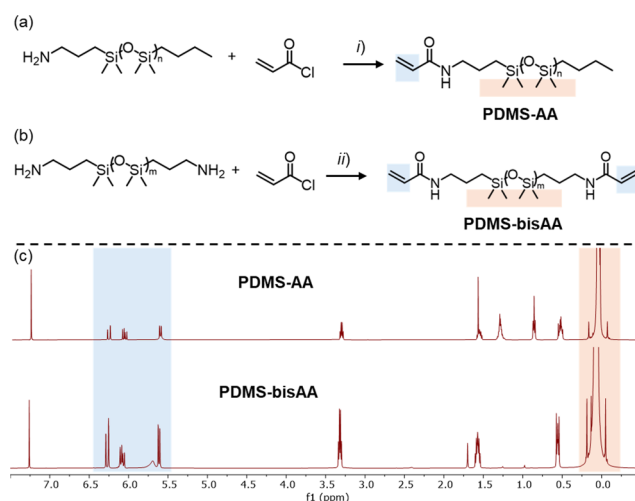 (a)
H₂N Si (O Si )n + O Cl i) O N H Si (O Si )n
PDMS-AA
(b)
H₂N Si (O Si )m NH₂ + O Cl ii) O N H Si (O Si )m N H O
PDMS-bisAA
(c)
PDMS-AA
PDMS-bisAA
7.5 7.0 6.5 6.0 5.5 5.0 4.5 4.0 3.5 3.0 2.5 2.0 1.5 1.0 0.5 0.0
f1 (ppm)